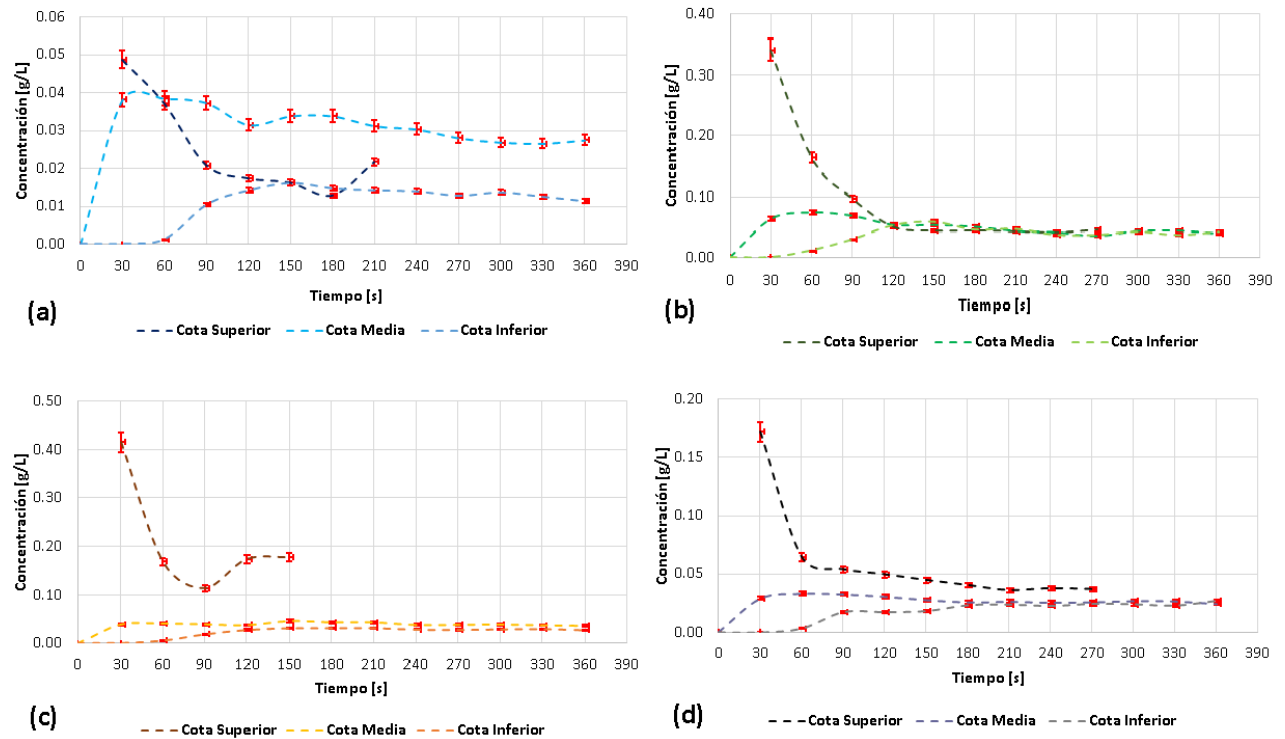 Concentración [g/L]
0.06
0.05
0.04
0.03
0.02
0.01
0.00
0 30 60 90 120 150 180 210 240 270 300 330 360 390
Tiempo [s]
(a)
Cota Superior Cota Media Cota Inferior
Concentración [g/L]
0.40
0.30
0.20
0.10
0.00
0 30 60 90 120 150 180 210 240 270 300 330 360 390
Tiempo [s]
(b)
Cota Superior Cota Media Cota Inferior
Concentración [g/L]
0.50
0.40
0.30
0.20
0.10
0.00
0 30 60 90 120 150 180 210 240 270 300 330 360 390
Tiempo [s]
(c)
Cota Superior Cota Media Cota Inferior
Concentración [g/L]
0.20
0.15
0.10
0.05
0.00
0 30 60 90 120 150 180 210 240 270 300 330 360 390
Tiempo [s]
(d)
Cota Superior Cota Media Cota Inferior